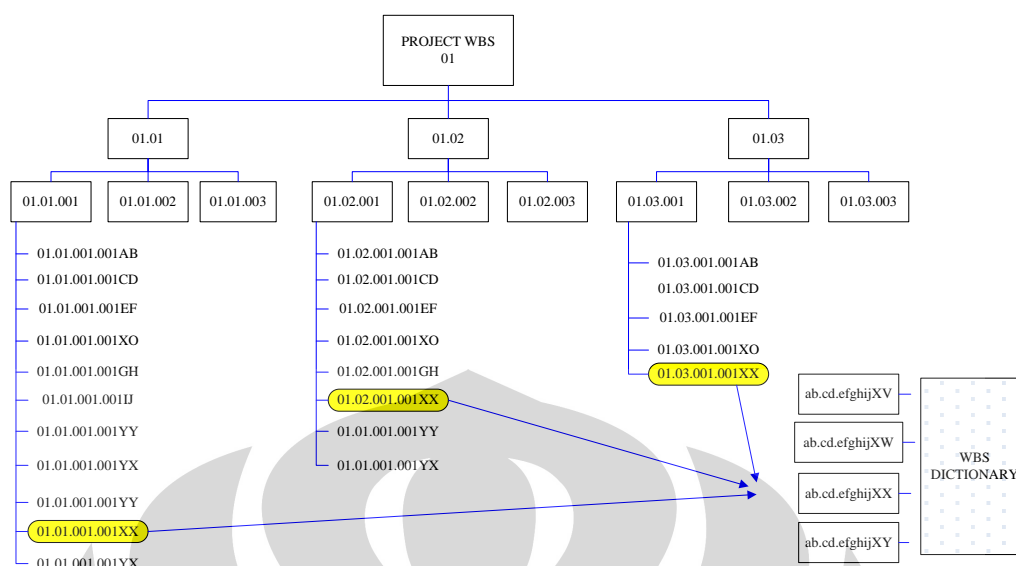 PROJECT WBS
01
01.01
01.02
01.03
01.01.001
01.01.002
01.01.003
01.02.001
01.02.002
01.02.003
01.03.001
01.03.002
01.03.003
01.01.001.001AB
01.01.001.001CD
01.01.001.001EF
01.01.001.001XO
01.01.001.001GH
01.01.001.001IJ
01.01.001.001YY
01.01.001.001YX
01.01.001.001YY
01.01.001.001XX
01.01.001.001YX
01.02.001.001AB
01.02.001.001CD
01.02.001.001EF
01.02.001.001XO
01.02.001.001GH
01.02.001.001XX
01.01.001.001YY
01.01.001.001YX
01.03.001.001AB
01.03.001.001CD
01.03.001.001EF
01.03.001.001XO
01.03.001.001XX
ab.cd.efghijXV
ab.cd.efghijXW
ab.cd.efghijXX
ab.cd.efghijXY
WBS
DICTIONARY